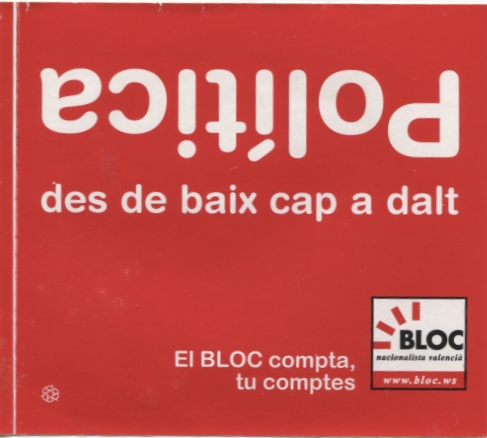 Política
des de baix cap a dalt
El BLOC compta,
tu comptes
BLOC
nacionalista valencià
www.bloc.ws